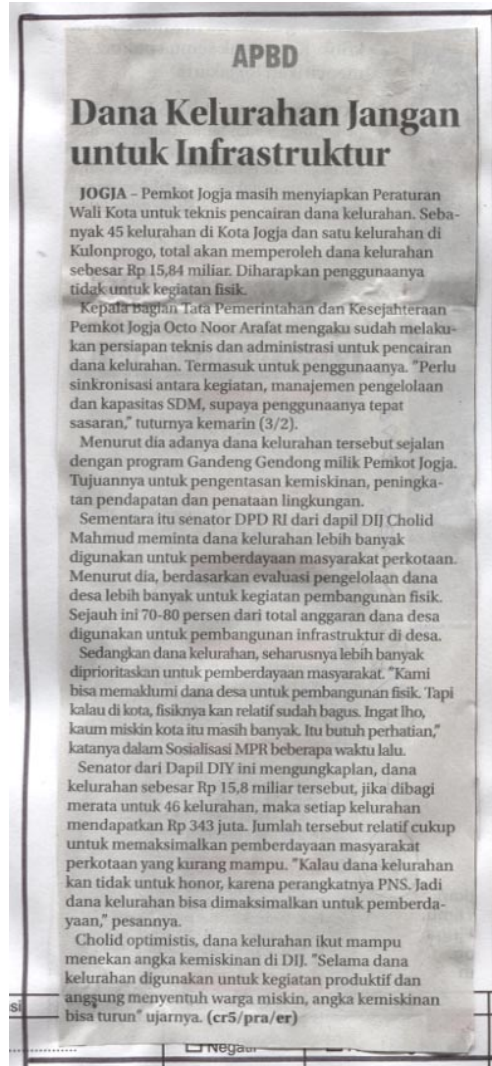 APBD
Dana Kelurahan Jangan
untuk Infrastruktur
JOGJA – Pemkot Jogja masih menyiapkan Peraturan
Wali Kota untuk teknis pencairan dana kelurahan. Seba-
nyak 45 kelurahan di Kota Jogja dan satu kelurahan di
Kulonprogo, total akan memperoleh dana kelurahan
sebesar Rp 15,84 miliar. Diharapkan penggunaanya
tidak untuk kegiatan fisik.
Kepala Bagian Tata Pemerintahan dan Kesejahteraan
Pemkot Jogja Octo Noor Arafat mengaku sudah melaku-
kan persiapan teknis dan administrasi untuk pencairan
dana kelurahan. Termasuk untuk penggunaanya. "Perlu
sinkronisasi antara kegiatan, manajemen pengelolaan
dan kapasitas SDM, supaya penggunaanya tepat
sasaran," tuturnya kemarin (3/2).
Menurut dia adanya dana kelurahan tersebut sejalan
dengan program Gandeng Gendong milik Pemkot Jogja.
Tujuannya untuk pengentasan kemiskinan, peningka-
tan pendapatan dan penataan lingkungan.
Sementara itu senator DPD RI dari dapil DIJ Cholid
Mahmud meminta dana kelurahan lebih banyak
digunakan untuk pemberdayaan masyarakat perkotaan.
Menurut dia, berdasarkan evaluasi pengelolaan dana
desa lebih banyak untuk kegiatan pembangunan fisik.
Sejauh ini 70-80 persen dari total anggaran dana desa
digunakan untuk pembangunan infrastruktur di desa.
Sedangkan dana kelurahan, seharusnya lebih banyak
diprioritaskan untuk pemberdayaan masyarakat. "Kami
bisa memaklumi dana desa untuk pembangunan fisik. Tapi
kalau di kota, fisiknya kan relatif sudah bagus. Ingat lho,
kaum miskin kota itu masih banyak. Itu butuh perhatian,"
katanya dalam Sosialisasi MPR beberapa waktu lalu.
Senator dari Dapil DIY ini mengungkaplan, dana
kelurahan sebesar Rp 15,8 miliar tersebut, jika dibagi
merata untuk 46 kelurahan, maka setiap kelurahan
mendapatkan Rp 343 juta. Jumlah tersebut relatif cukup
untuk memaksimalkan pemberdayaan masyarakat
perkotaan yang kurang mampu. "Kalau dana kelurahan
kan tidak untuk honor, karena perangkatnya PNS. Jadi
dana kelurahan bisa dimaksimalkan untuk pemberda-
yaan," pesannya.
Cholid optimistis, dana kelurahan ikut mampu
menekan angka kemiskinan di DIJ. "Selama dana
kelurahan digunakan untuk kegiatan produktif dan
angsung menyentuh warga miskin, angka kemiskinan
bisa turun" ujarnya. (cr5/pra/er)